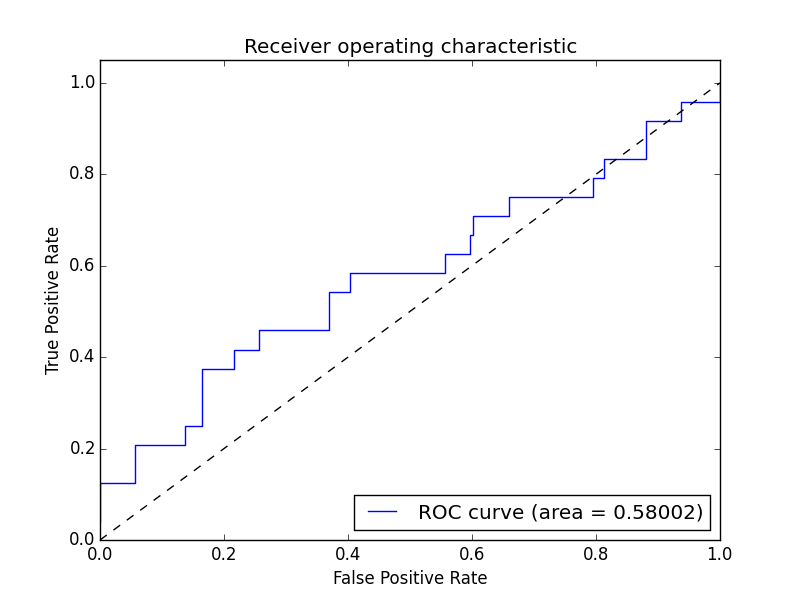 Receiver operating characteristic
1.0
0.8
0.6
0.4
0.2
0.0
True Positive Rate
ROC curve (area = 0.58002)
0.0 0.2 0.4 0.6 0.8 1.0
False Positive Rate